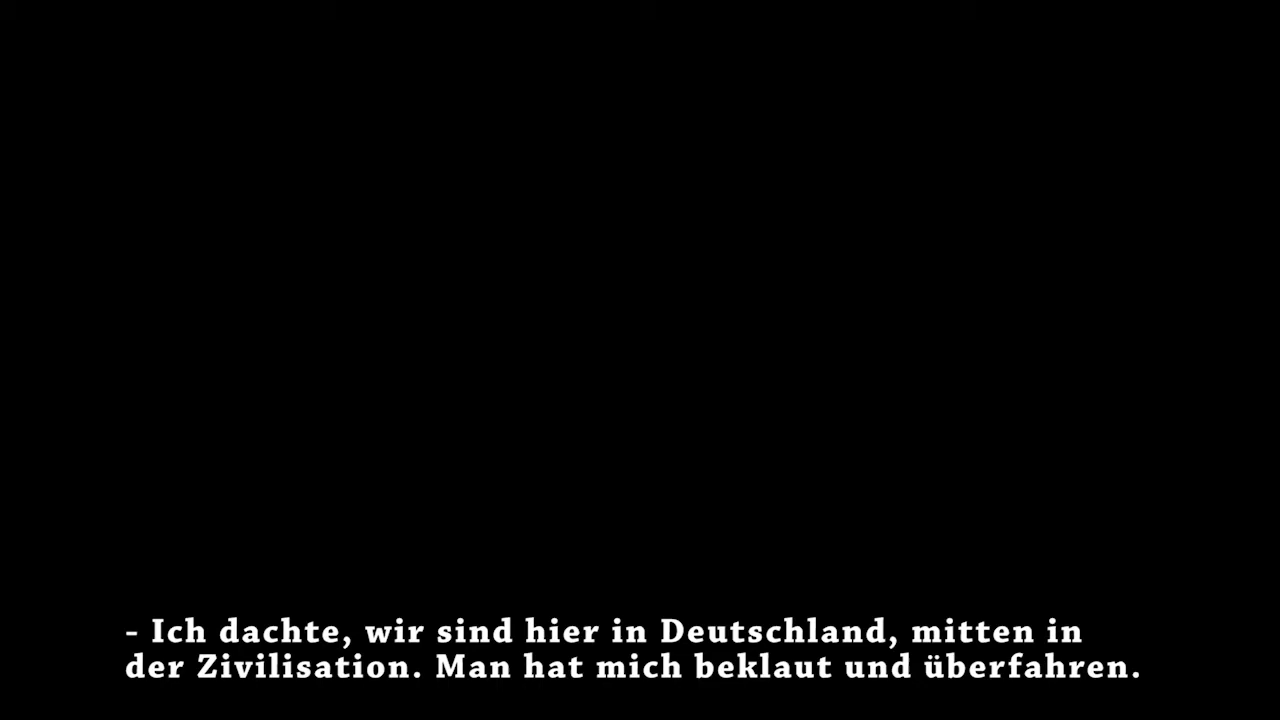 - Ich dachte, wir sind hier in Deutschland, mitten in
der Zivilisation. Man hat mich beklaut und überfahren.